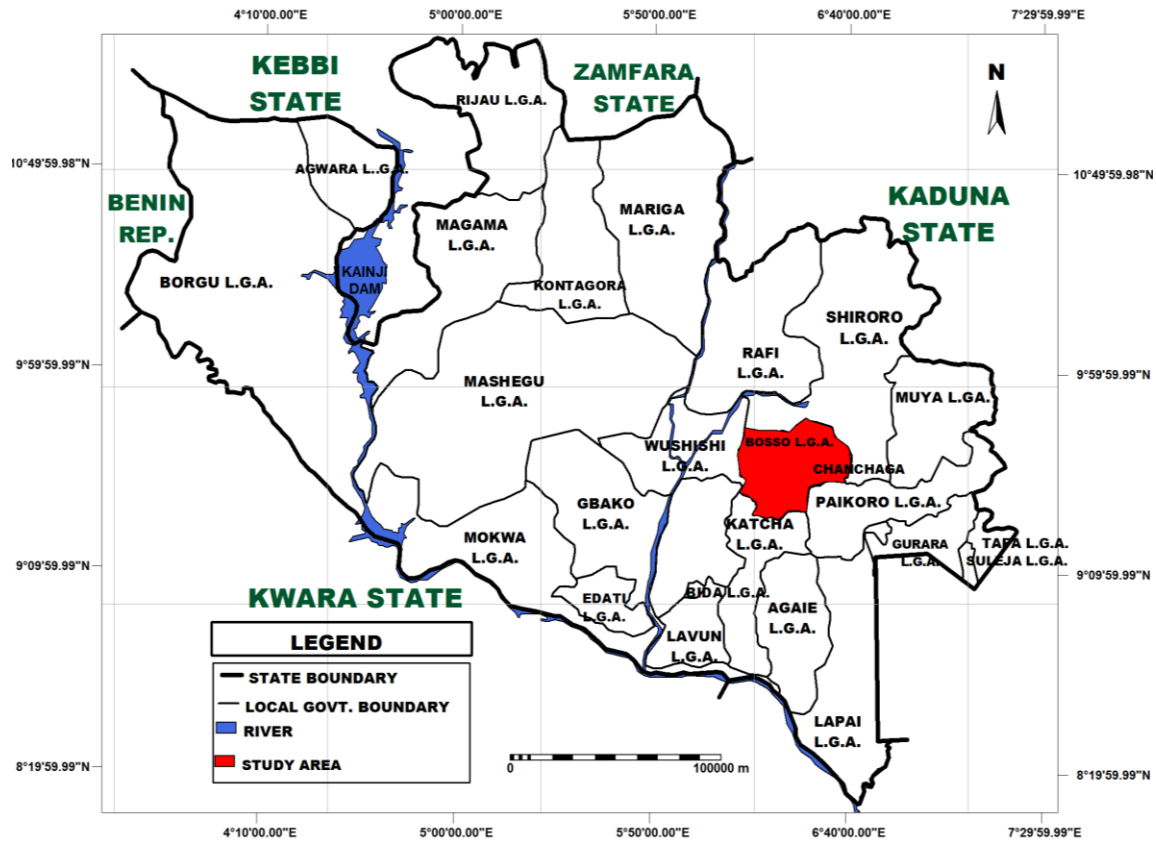 4°10'00.00"E 5°00'00.00"E 5°50'00.00"E 6°40'00.00"E 7°29'59.99"E
KEBBI
STATE
ZAMFARA
STATE
N
RIJAU L.G.A.
10°49'59.98"N
AGWARA L..G.A.
10°49'59.98"N
BENIN
REP.
KADUNA
STATE
MAGAMA
L.G.A.
MARIGA
L.G.A.
BORGU L.G.A.
KAINJI
DAM
KONTAGORA
L.G.A.
SHIRORO
L.G.A.
9°59'59.99"N
RAFI
L.G.A.
9°59'59.99"N
MASHEGU
L.G.A.
MUYA L.GA.
WUSHISHI
L.G.A.
BOSSO L.G.A.
CHANCHAGA
GBAKO
L.G.A.
PAIKORO L.G.A.
KATCHA
L.G.A.
MOKWA
L.G.A.
GURARA
L.G.A.
TAFA L.G.A.
SULEJA L.G.A.
9°09'59.99"N
9°09'59.99"N
KWARA STATE
EDATI
L.G.A.
BIDA L.G.A.
AGAIE
L.G.A.
LAVUN
L.G.A.
LAPAI
L.G.A.
LEGEND
STATE BOUNDARY
LOCAL GOVT. BOUNDARY
RIVER
STUDY AREA
0 100000 m
8°19'59.99"N
8°19'59.99"N
4°10'00.00"E 5°00'00.00"E 5°50'00.00"E 6°40'00.00"E 7°29'59.99"E